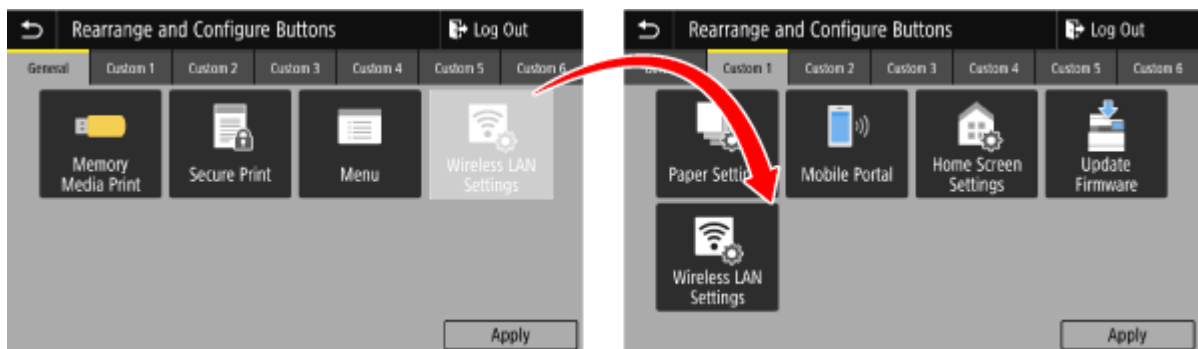 Rearrange and Configure Buttons
Log Out
General Custom 1 Custom 2 Custom 3 Custom 4 Custom 5 Custom 6
Memory
Media Print
Secure Print
Menu
Wireless LAN
Settings
Apply
Rearrange and Configure Buttons
Log Out
Custom 1 Custom 2 Custom 3 Custom 4 Custom 5 Custom 6
Paper Settings
Mobile Portal
Home Screen
Settings
Update
Firmware
Wireless LAN
Settings
Apply